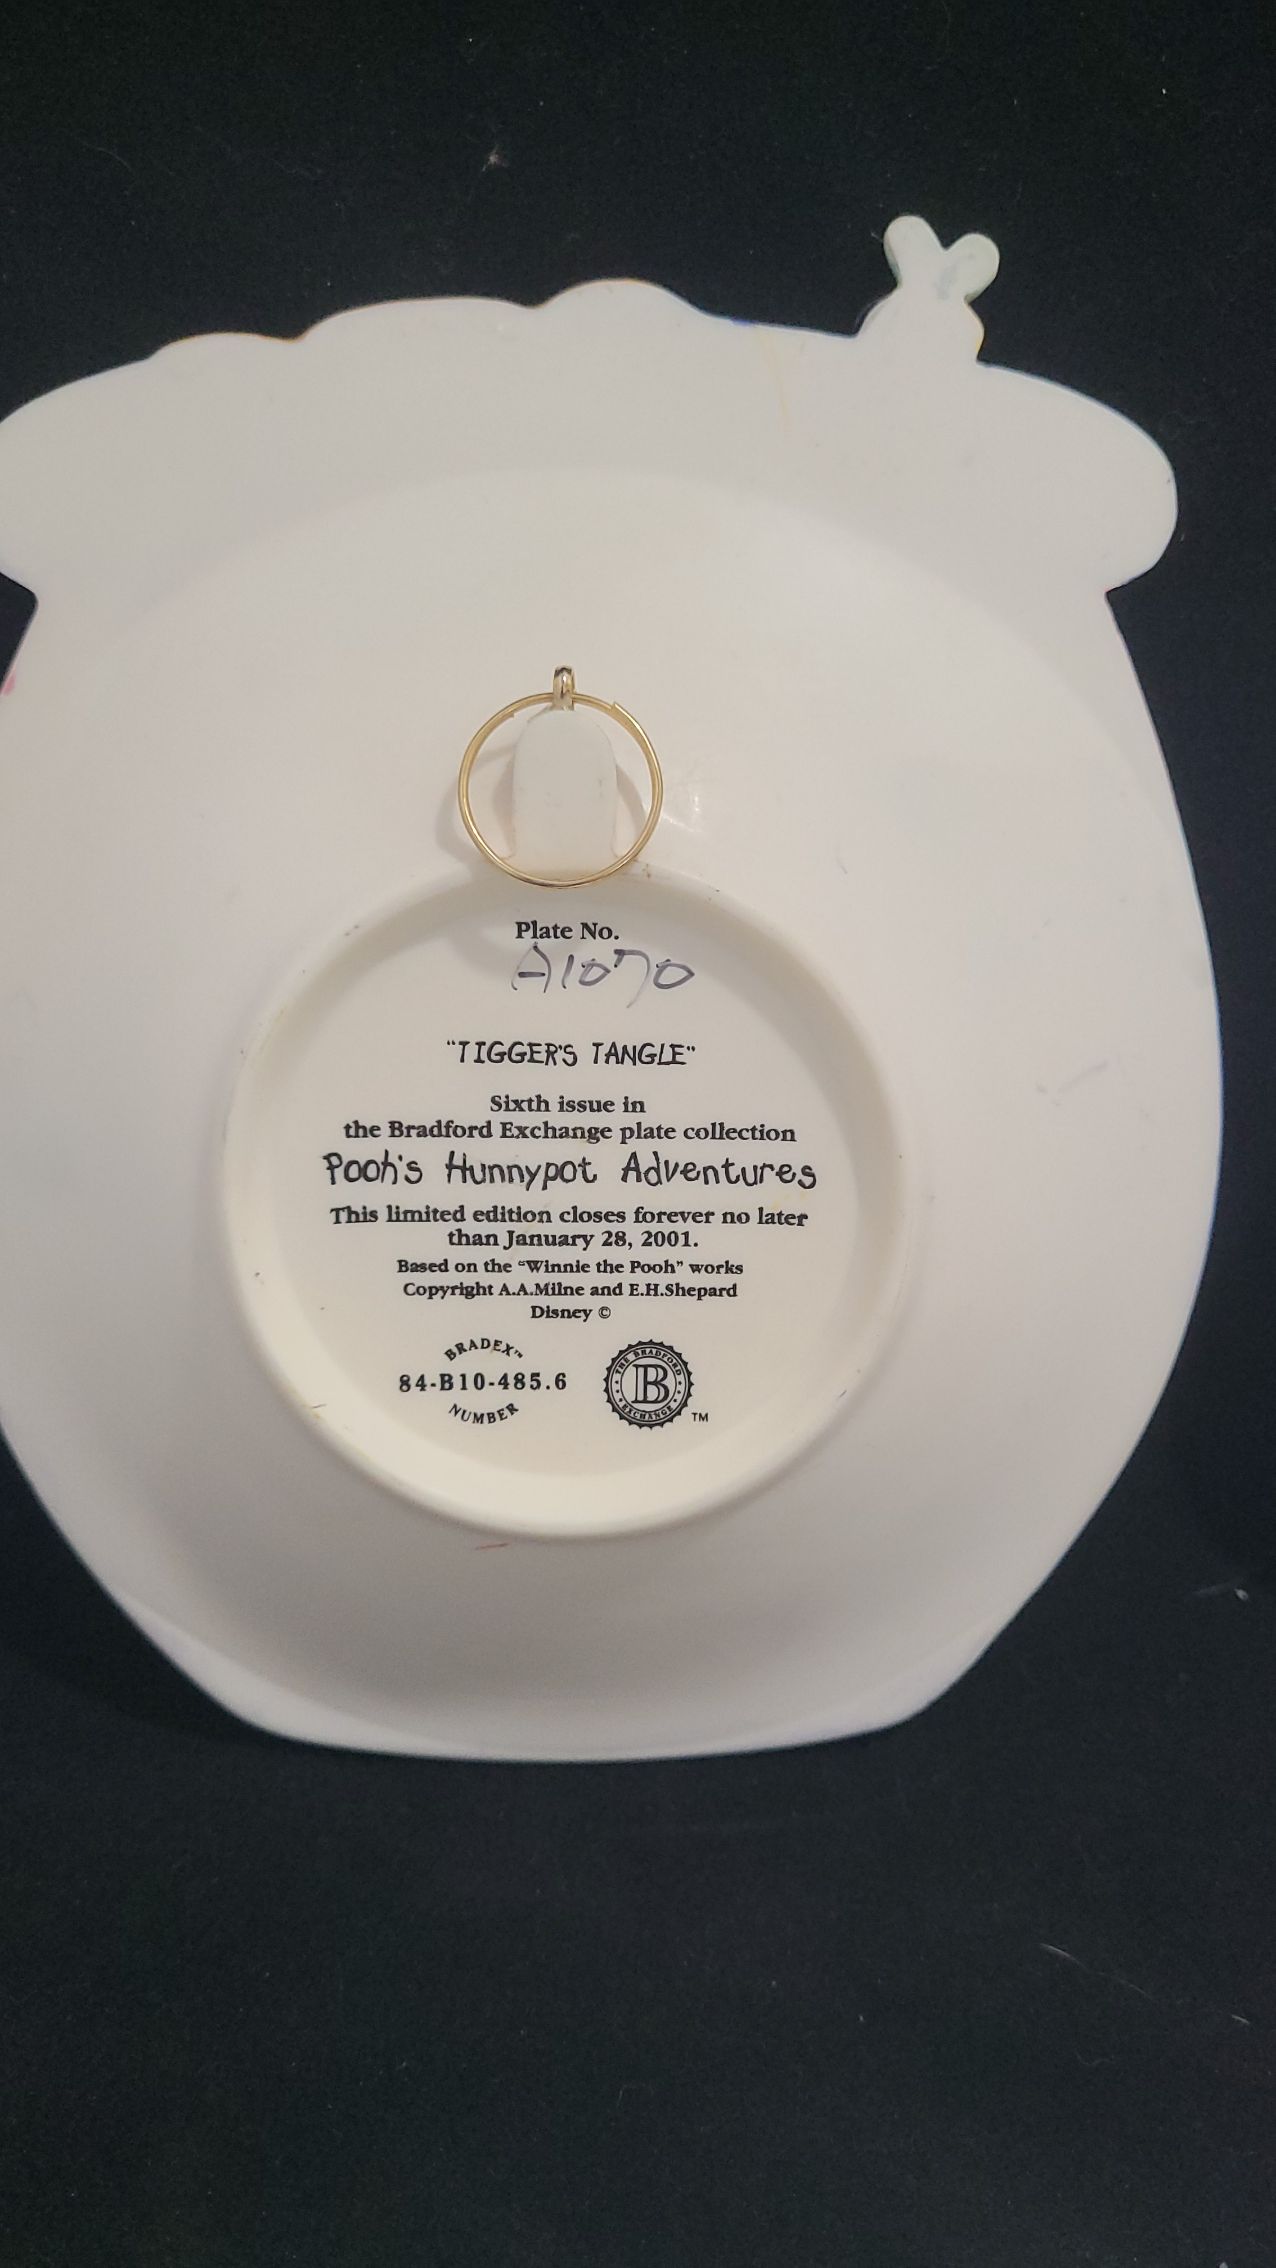 Plate No.
A1070
"TIGGER'S TANGLE"
Sixth issue in
the Bradford Exchange plate collection
Pooh's Hunnypot Adventures
This limited edition closes forever no later
than January 28, 2001.
Based on the "Winnie the Pooh" works
Copyright A.A.Milne and E.H.Shepard
Disney ©
BRADEX™
84-B10-485.6
NUMBER
THE BRADFORD
B
EXCHANGE
TM